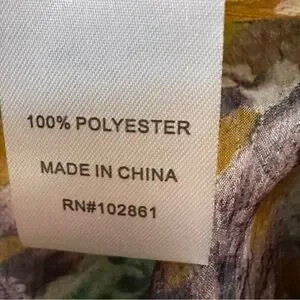 100% POLYESTER
MADE IN CHINA
RN#102861